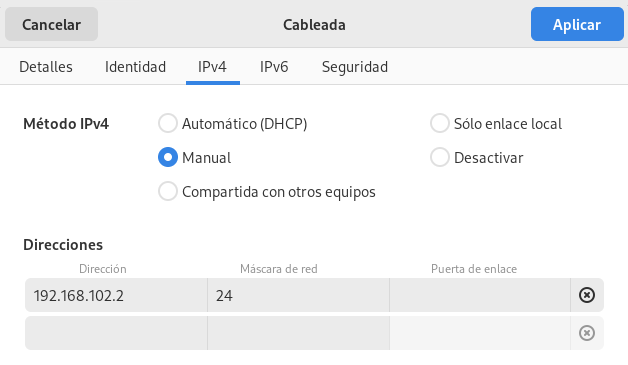 Cancelar Cableada Aplicar
Detalles Identidad IPv4 IPv6 Seguridad
Método IPv4 Automático (DHCP) Sólo enlace local
Manual Desactivar
Compartida con otros equipos
Direcciones
Dirección Máscara de red Puerta de enlace
192.168.102.2 24